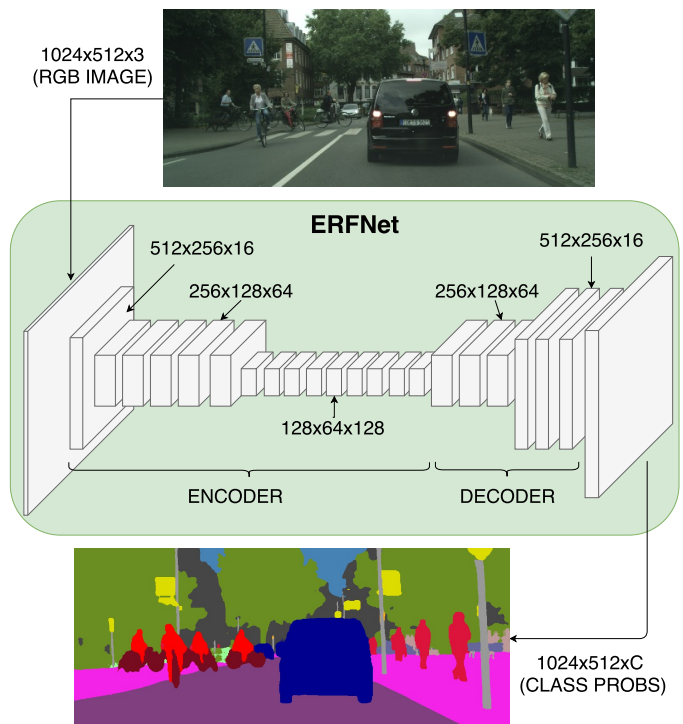 1024x512x3
(RGB IMAGE)
ERFNet
512x256x16
512x256x16
256x128x64
256x128x64
128x64x128
ENCODER
DECODER
1024x512xC
(CLASS PROBS)